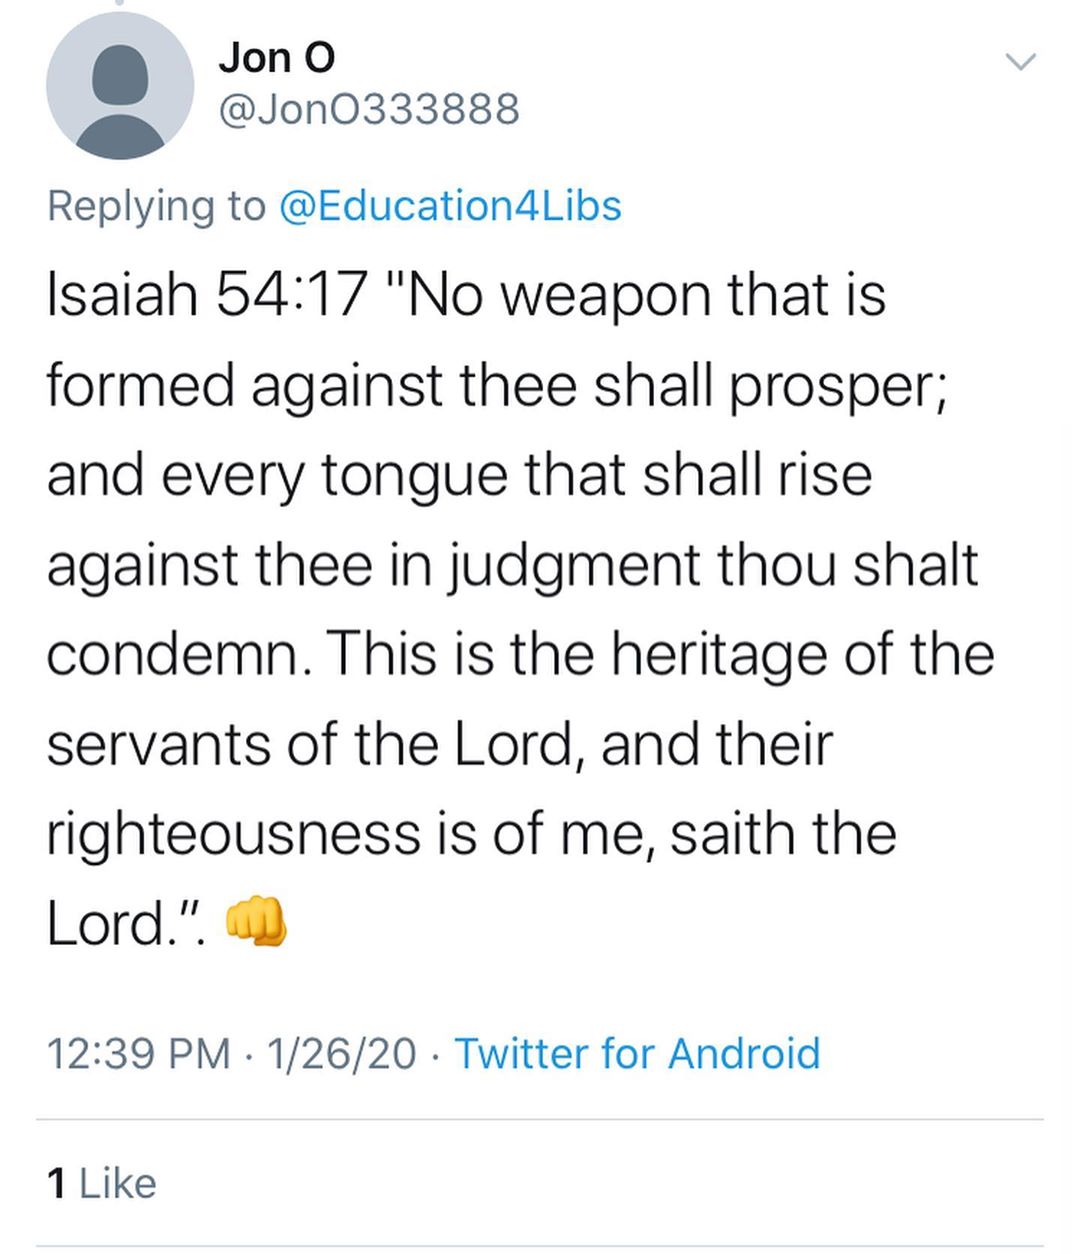 Jon O
@JonO333888
Replying to @Education4Libs
Isaiah 54:17 "No weapon that is
formed against thee shall prosper;
and every tongue that shall rise
against thee in judgment thou shalt
condemn. This is the heritage of the
servants of the Lord, and their
righteousness is of me, saith the
Lord.”. 👊
12:39 PM · 1/26/20 · Twitter for Android
1 Like